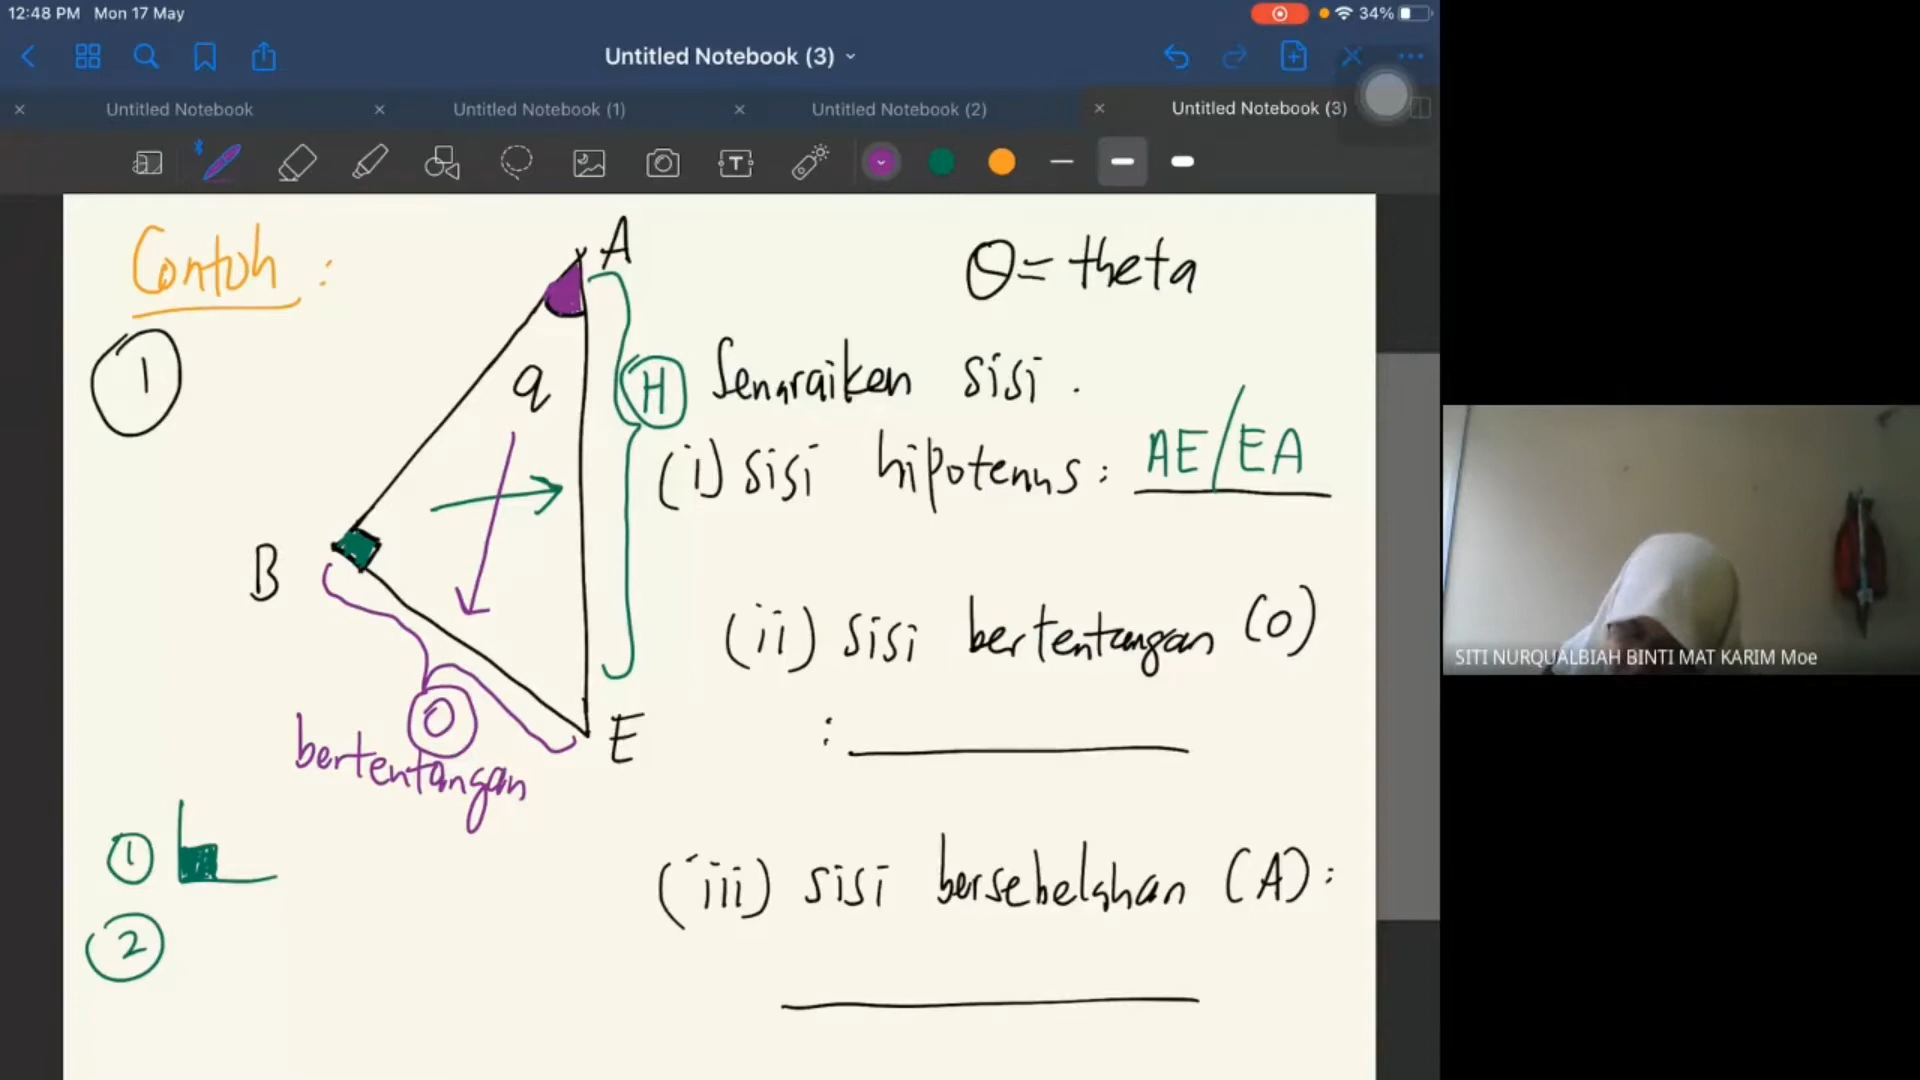 12:48 PM Mon 17 May
34%
Untitled Notebook (3)
Untitled Notebook
Untitled Notebook (1)
Untitled Notebook (2)
Untitled Notebook (3)
T
Contoh :
A
θ = theta
1
a
H
Senaraikan sisi.
(i) sisi hipotenus : AE/EA
B
(ii) sisi bertentangan (O)
: ____
O
E
bertentangan
1
(iii) sisi bersebelahan (A) :
____
2
SITI NURQUALBIAH BINTI MAT KARIM Moe